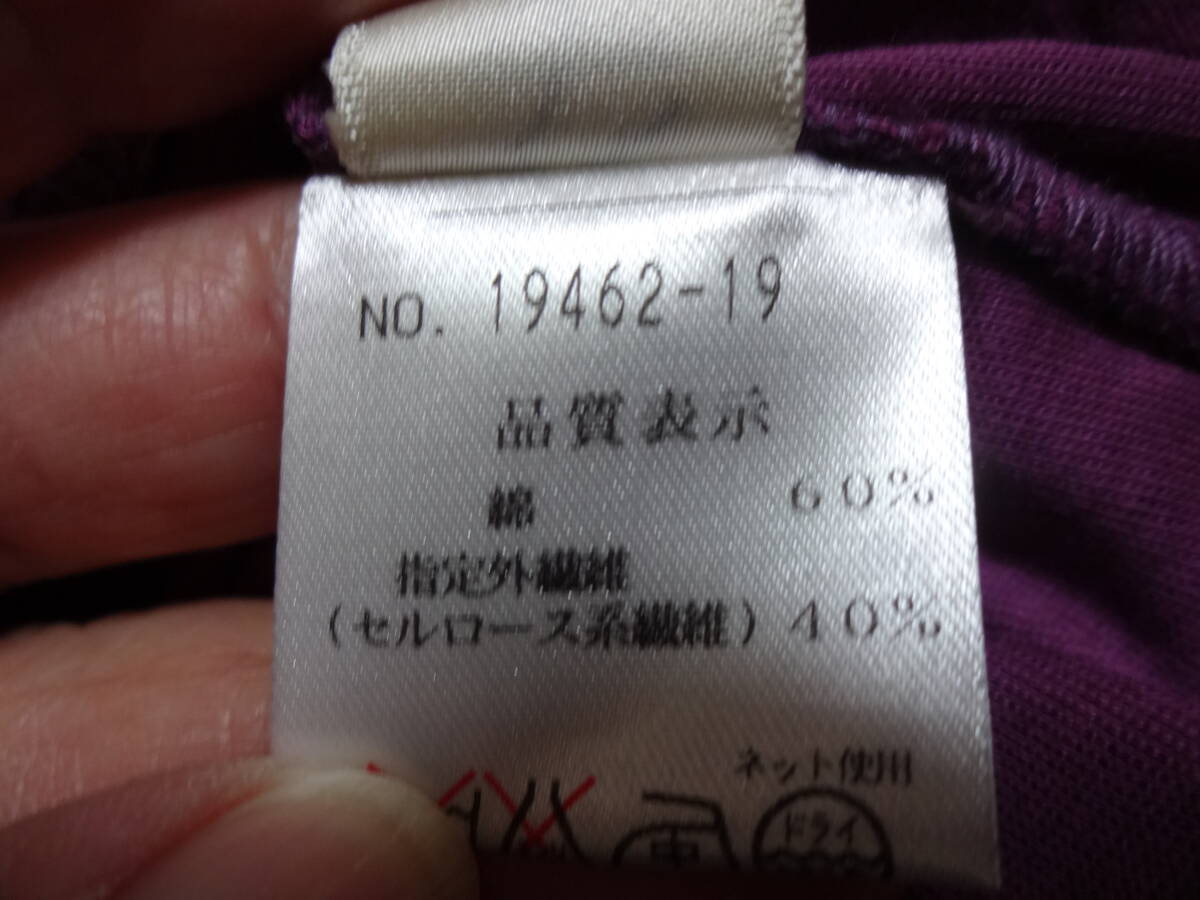 NO. 19462-19
品質表示
綿 60%
指定外繊維
(セルロース系繊維) 40%
ネット使用
中
ドライ